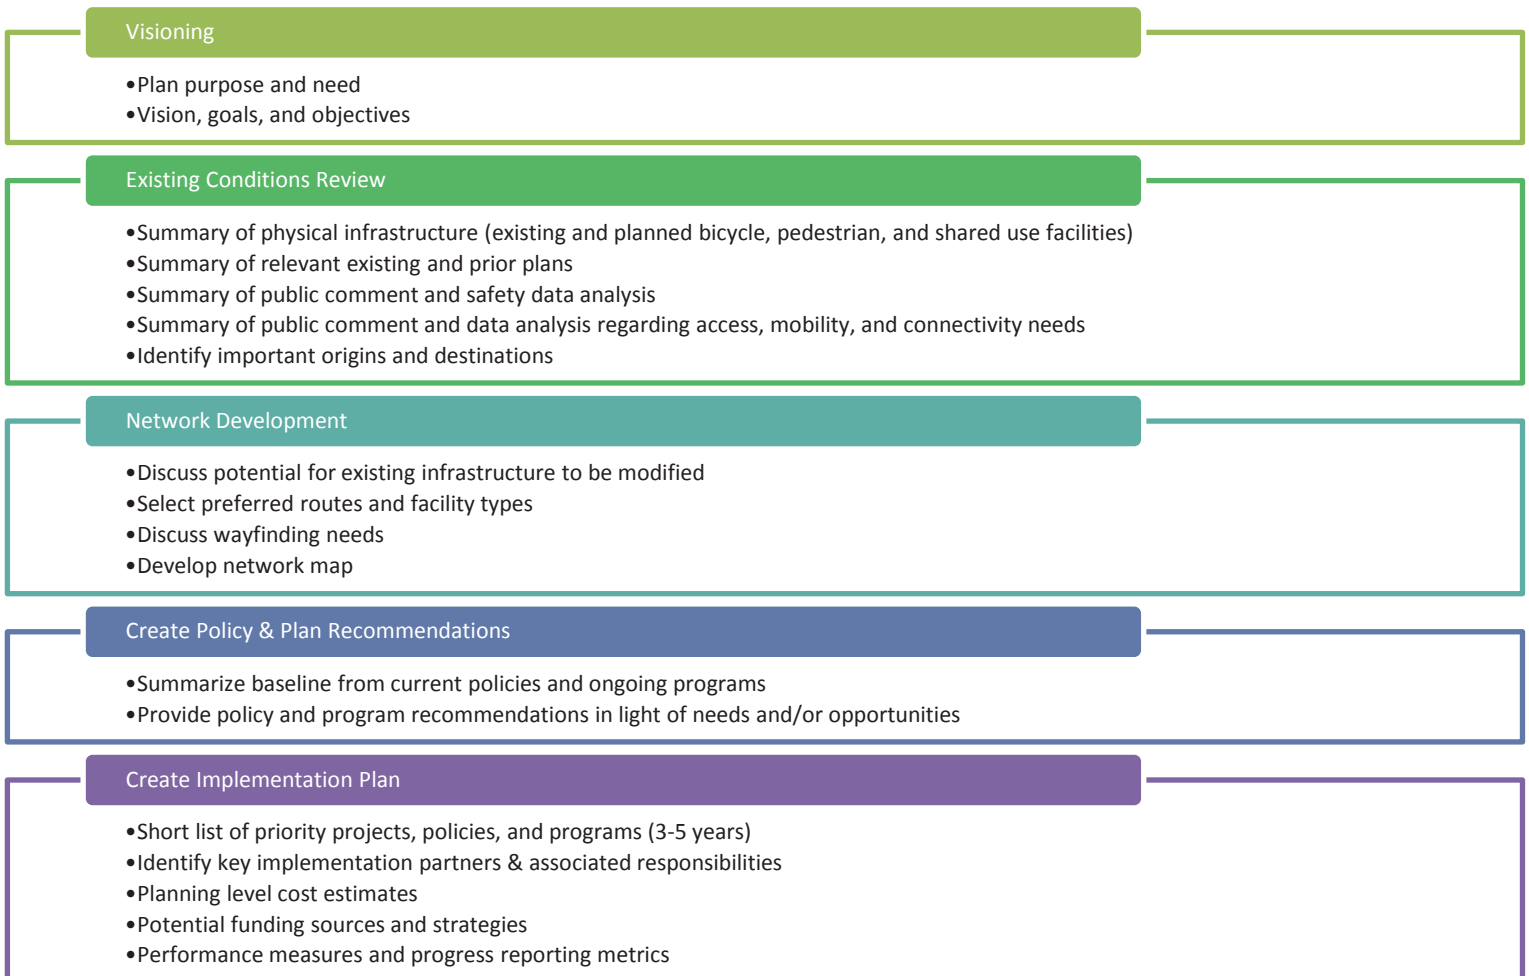 Visioning
•Plan purpose and need
•Vision, goals, and objectives
Existing Conditions Review
•Summary of physical infrastructure (existing and planned bicycle, pedestrian, and shared use facilities)
•Summary of relevant existing and prior plans
•Summary of public comment and safety data analysis
•Summary of public comment and data analysis regarding access, mobility, and connectivity needs
•Identify important origins and destinations
Network Development
•Discuss potential for existing infrastructure to be modified
•Select preferred routes and facility types
•Discuss wayfinding needs
•Develop network map
Create Policy & Plan Recommendations
•Summarize baseline from current policies and ongoing programs
•Provide policy and program recommendations in light of needs and/or opportunities
Create Implementation Plan
•Short list of priority projects, policies, and programs (3-5 years)
•Identify key implementation partners & associated responsibilities
•Planning level cost estimates
•Potential funding sources and strategies
•Performance measures and progress reporting metrics